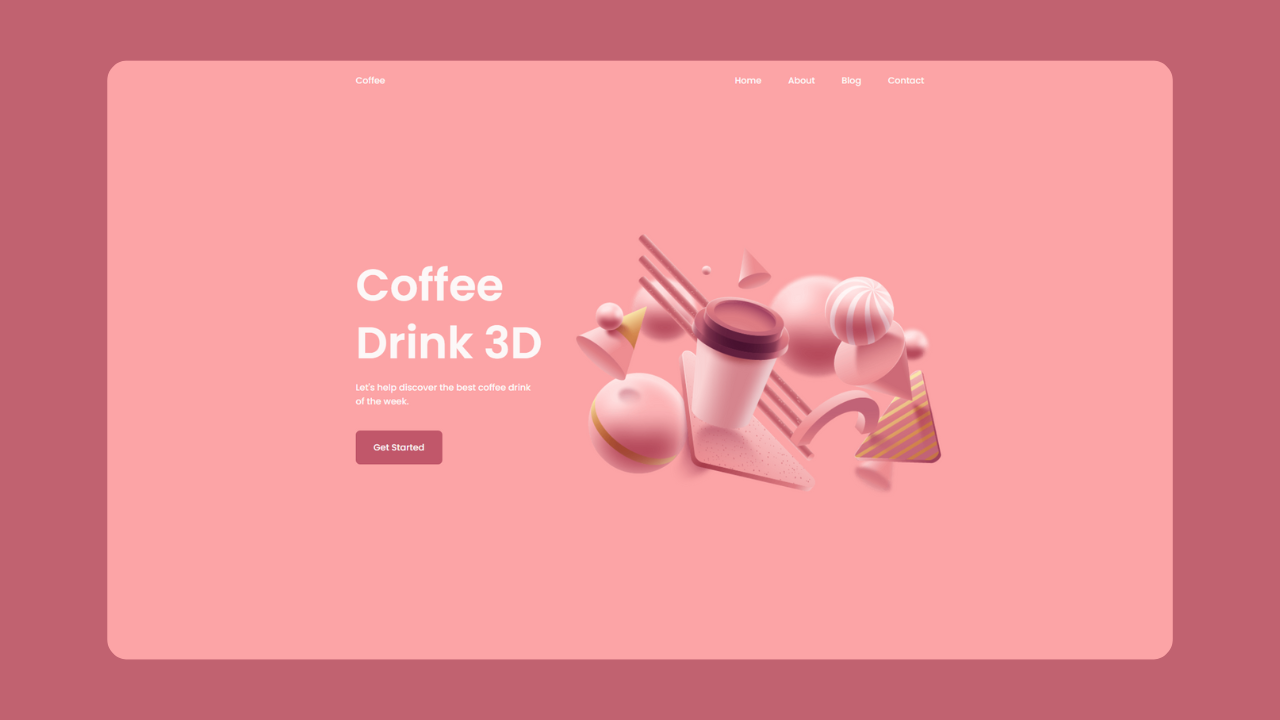 Coffee
Home About Blog Contact
Coffee
Drink 3D
Let's help discover the best coffee drink
of the week.
Get Started